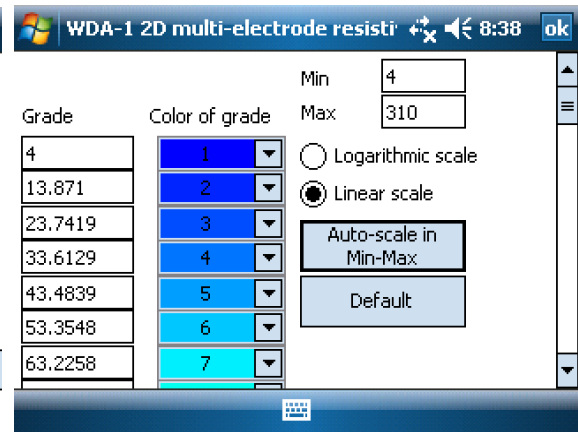 WDA-1 2D multi-electrode resisti 8:38 ok
Min 4
Grade Color of grade Max 310
4 1 Logarithmic scale
13.871 2 Linear scale
23.7419 3 Auto-scale in
33.6129 4 Min-Max
43.4839 5 Default
53.3548 6
63.2258 7